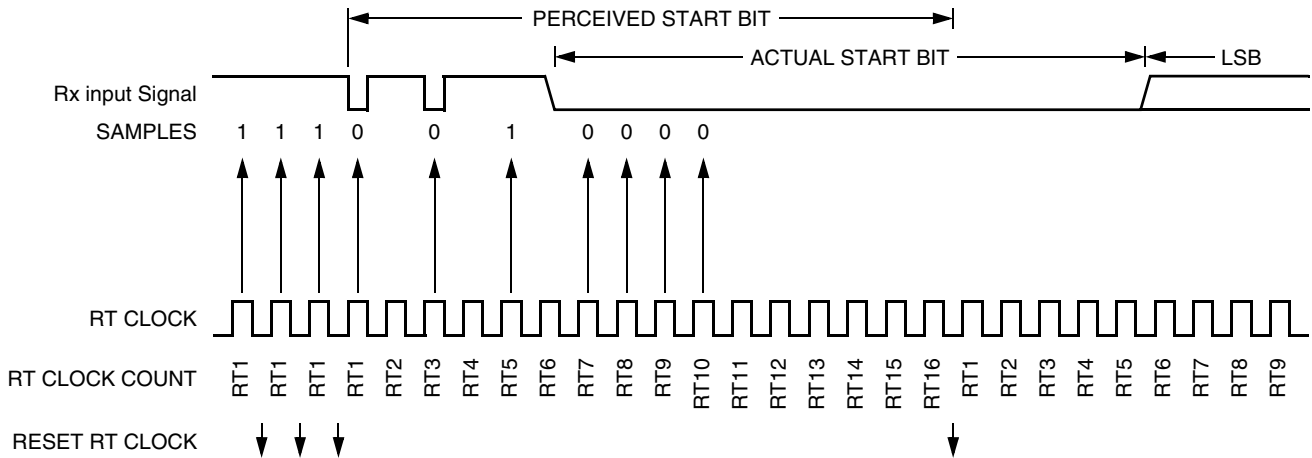 PERCEIVED START BIT
ACTUAL START BIT LSB
Rx input Signal
SAMPLES 1 1 1 0 0 1 0 0 0 0
RT CLOCK
RT CLOCK COUNT RT1 RT1 RT1 RT1 RT2 RT3 RT4 RT5 RT6 RT7 RT8 RT9 RT10 RT11 RT12 RT13 RT14 RT15 RT16 RT1 RT2 RT3 RT4 RT5 RT6 RT7 RT8 RT9
RESET RT CLOCK